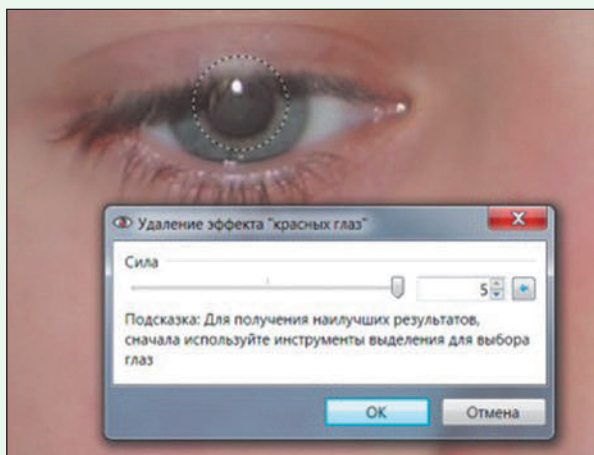 Удаление эффекта "красных глаз"
Сила
5
Подсказка: Для получения наилучших результатов,
сначала используйте инструменты выделения для выбора
глаз
ОК
Отмена